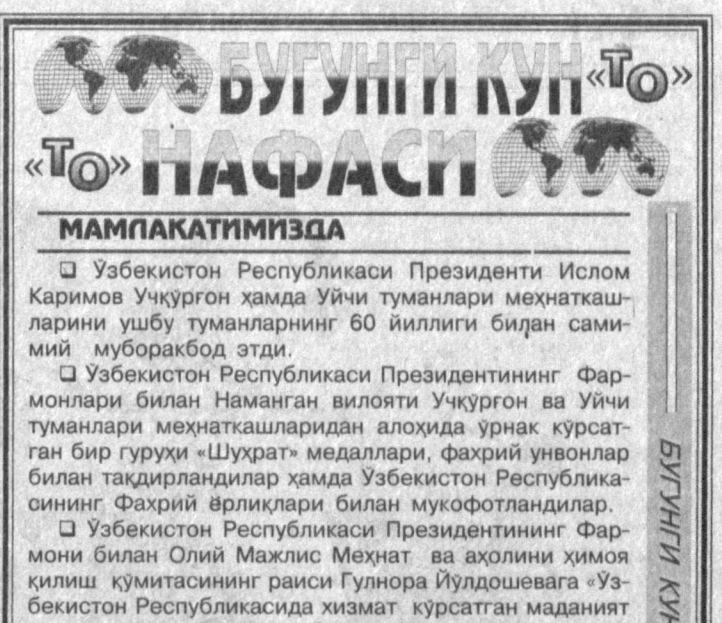 БУГУНГИ КУН «ТО»
«ТО» НАФАСИ
МАМЛАКАТИМИЗДА
❑ Ўзбекистон Республикаси Президенти Ислом
Каримов Учқўрғон ҳамда Уйчи туманлари меҳнаткаш-
ларини ушбу туманларнинг 60 йиллиги билан сами-
мий муборакбод этди.
❑ Ўзбекистон Республикаси Президентининг Фар-
монлари билан Наманган вилояти Учқўрғон ва Уйчи
туманлари меҳнаткашларидан алоҳида ўрнак кўрсат-
ган бир гуруҳи «Шуҳрат» медаллари, фахрий унвонлар
билан тақдирландилар ҳамда Ўзбекистон Республика-
сининг Фахрий ёрлиқлари билан мукофотландилар.
❑ Ўзбекистон Республикаси Президентининг Фар-
мони билан Олий Мажлис Меҳнат ва аҳолини ҳимоя
қилиш қўмитасининг раиси Гулнора Йўлдошевага «Ўз-
бекистон Республикасида хизмат кўрсатган маданият
БУГУНГИ КУН